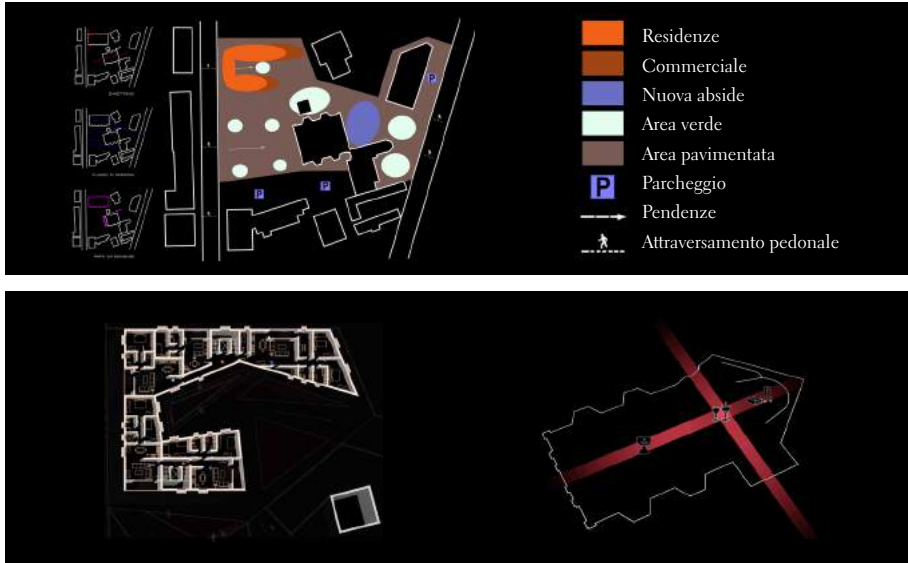 P
P
P
Residenze
Commerciale
Nuova abside
Area verde
Area pavimentata
P
Parcheggio
Pendenze
Attraversamento pedonale